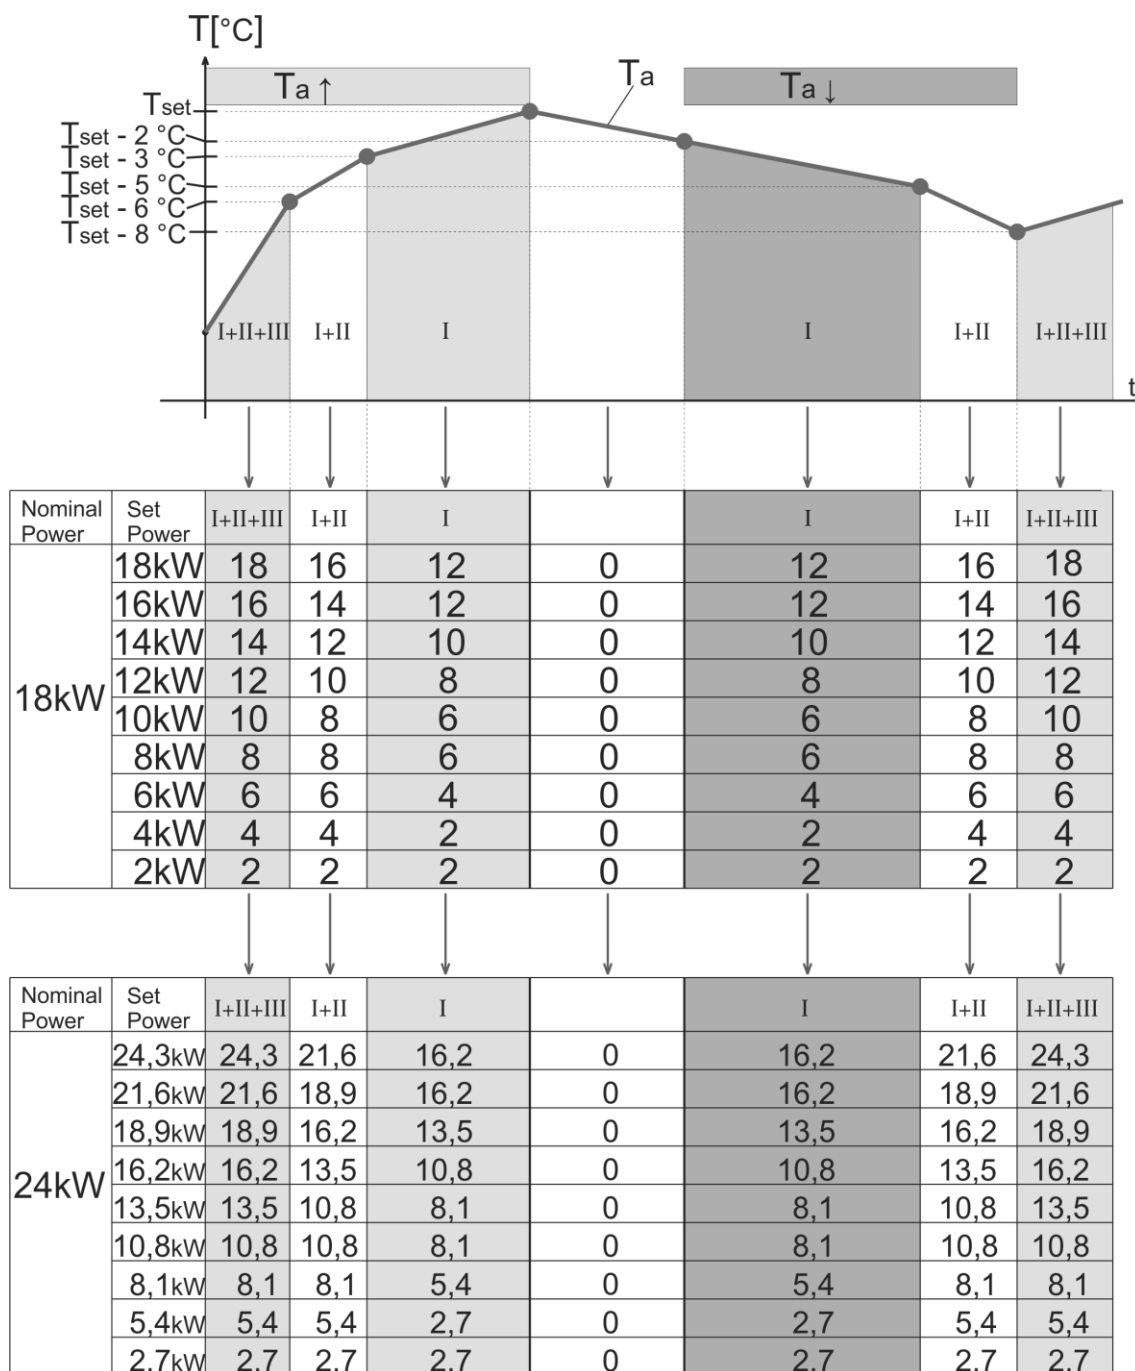 T[°C]
Ta ↑
Ta
Ta ↓
Tset
Tset - 2 °C
Tset - 3 °C
Tset - 5 °C
Tset - 6 °C
Tset - 8 °C
I+II+III I+II I I I+II I+II+III
t
Nominal Power Set Power I+II+III I+II I I I+II I+II+III
18kW
18kW 18 16 12 0 12 16 18
16kW 16 14 12 0 12 14 16
14kW 14 12 10 0 10 12 14
12kW 12 10 8 0 8 10 12
10kW 10 8 6 0 6 8 10
8kW 8 8 6 0 6 8 8
6kW 6 6 4 0 4 6 6
4kW 4 4 2 0 2 4 4
2kW 2 2 2 0 2 2 2
Nominal Power Set Power I+II+III I+II I I I+II I+II+III
24kW
24,3kW 24,3 21,6 16,2 0 16,2 21,6 24,3
21,6kW 21,6 18,9 16,2 0 16,2 18,9 21,6
18,9kW 18,9 16,2 13,5 0 13,5 16,2 18,9
16,2kW 16,2 13,5 10,8 0 10,8 13,5 16,2
13,5kW 13,5 10,8 8,1 0 8,1 10,8 13,5
10,8kW 10,8 10,8 8,1 0 8,1 10,8 10,8
8,1kW 8,1 8,1 5,4 0 5,4 8,1 8,1
5,4kW 5,4 5,4 2,7 0 2,7 5,4 5,4
2,7kW 2,7 2,7 2,7 0 2,7 2,7 2,7